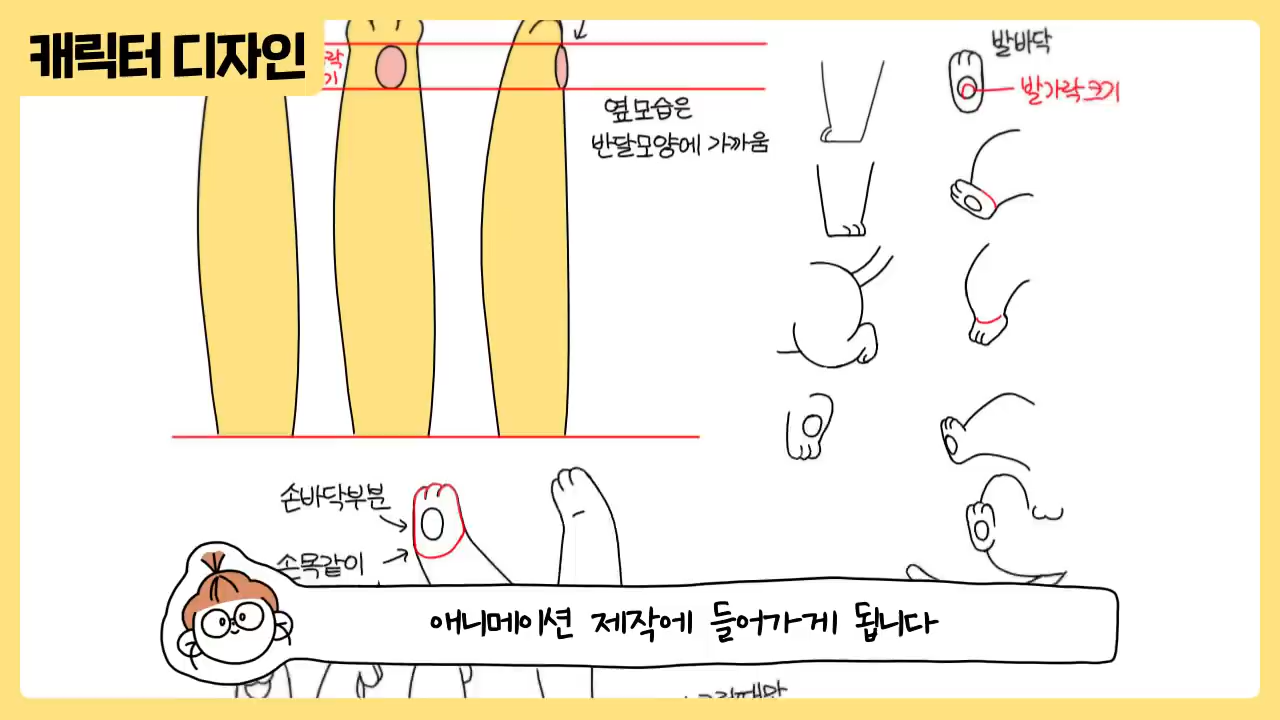 캐릭터 디자인
락
기
옆모습은
반달모양에 가까움
발바닥
발가락크기
손바닥부분
손목같이
애니메이션 제작에 들어가게 됩니다